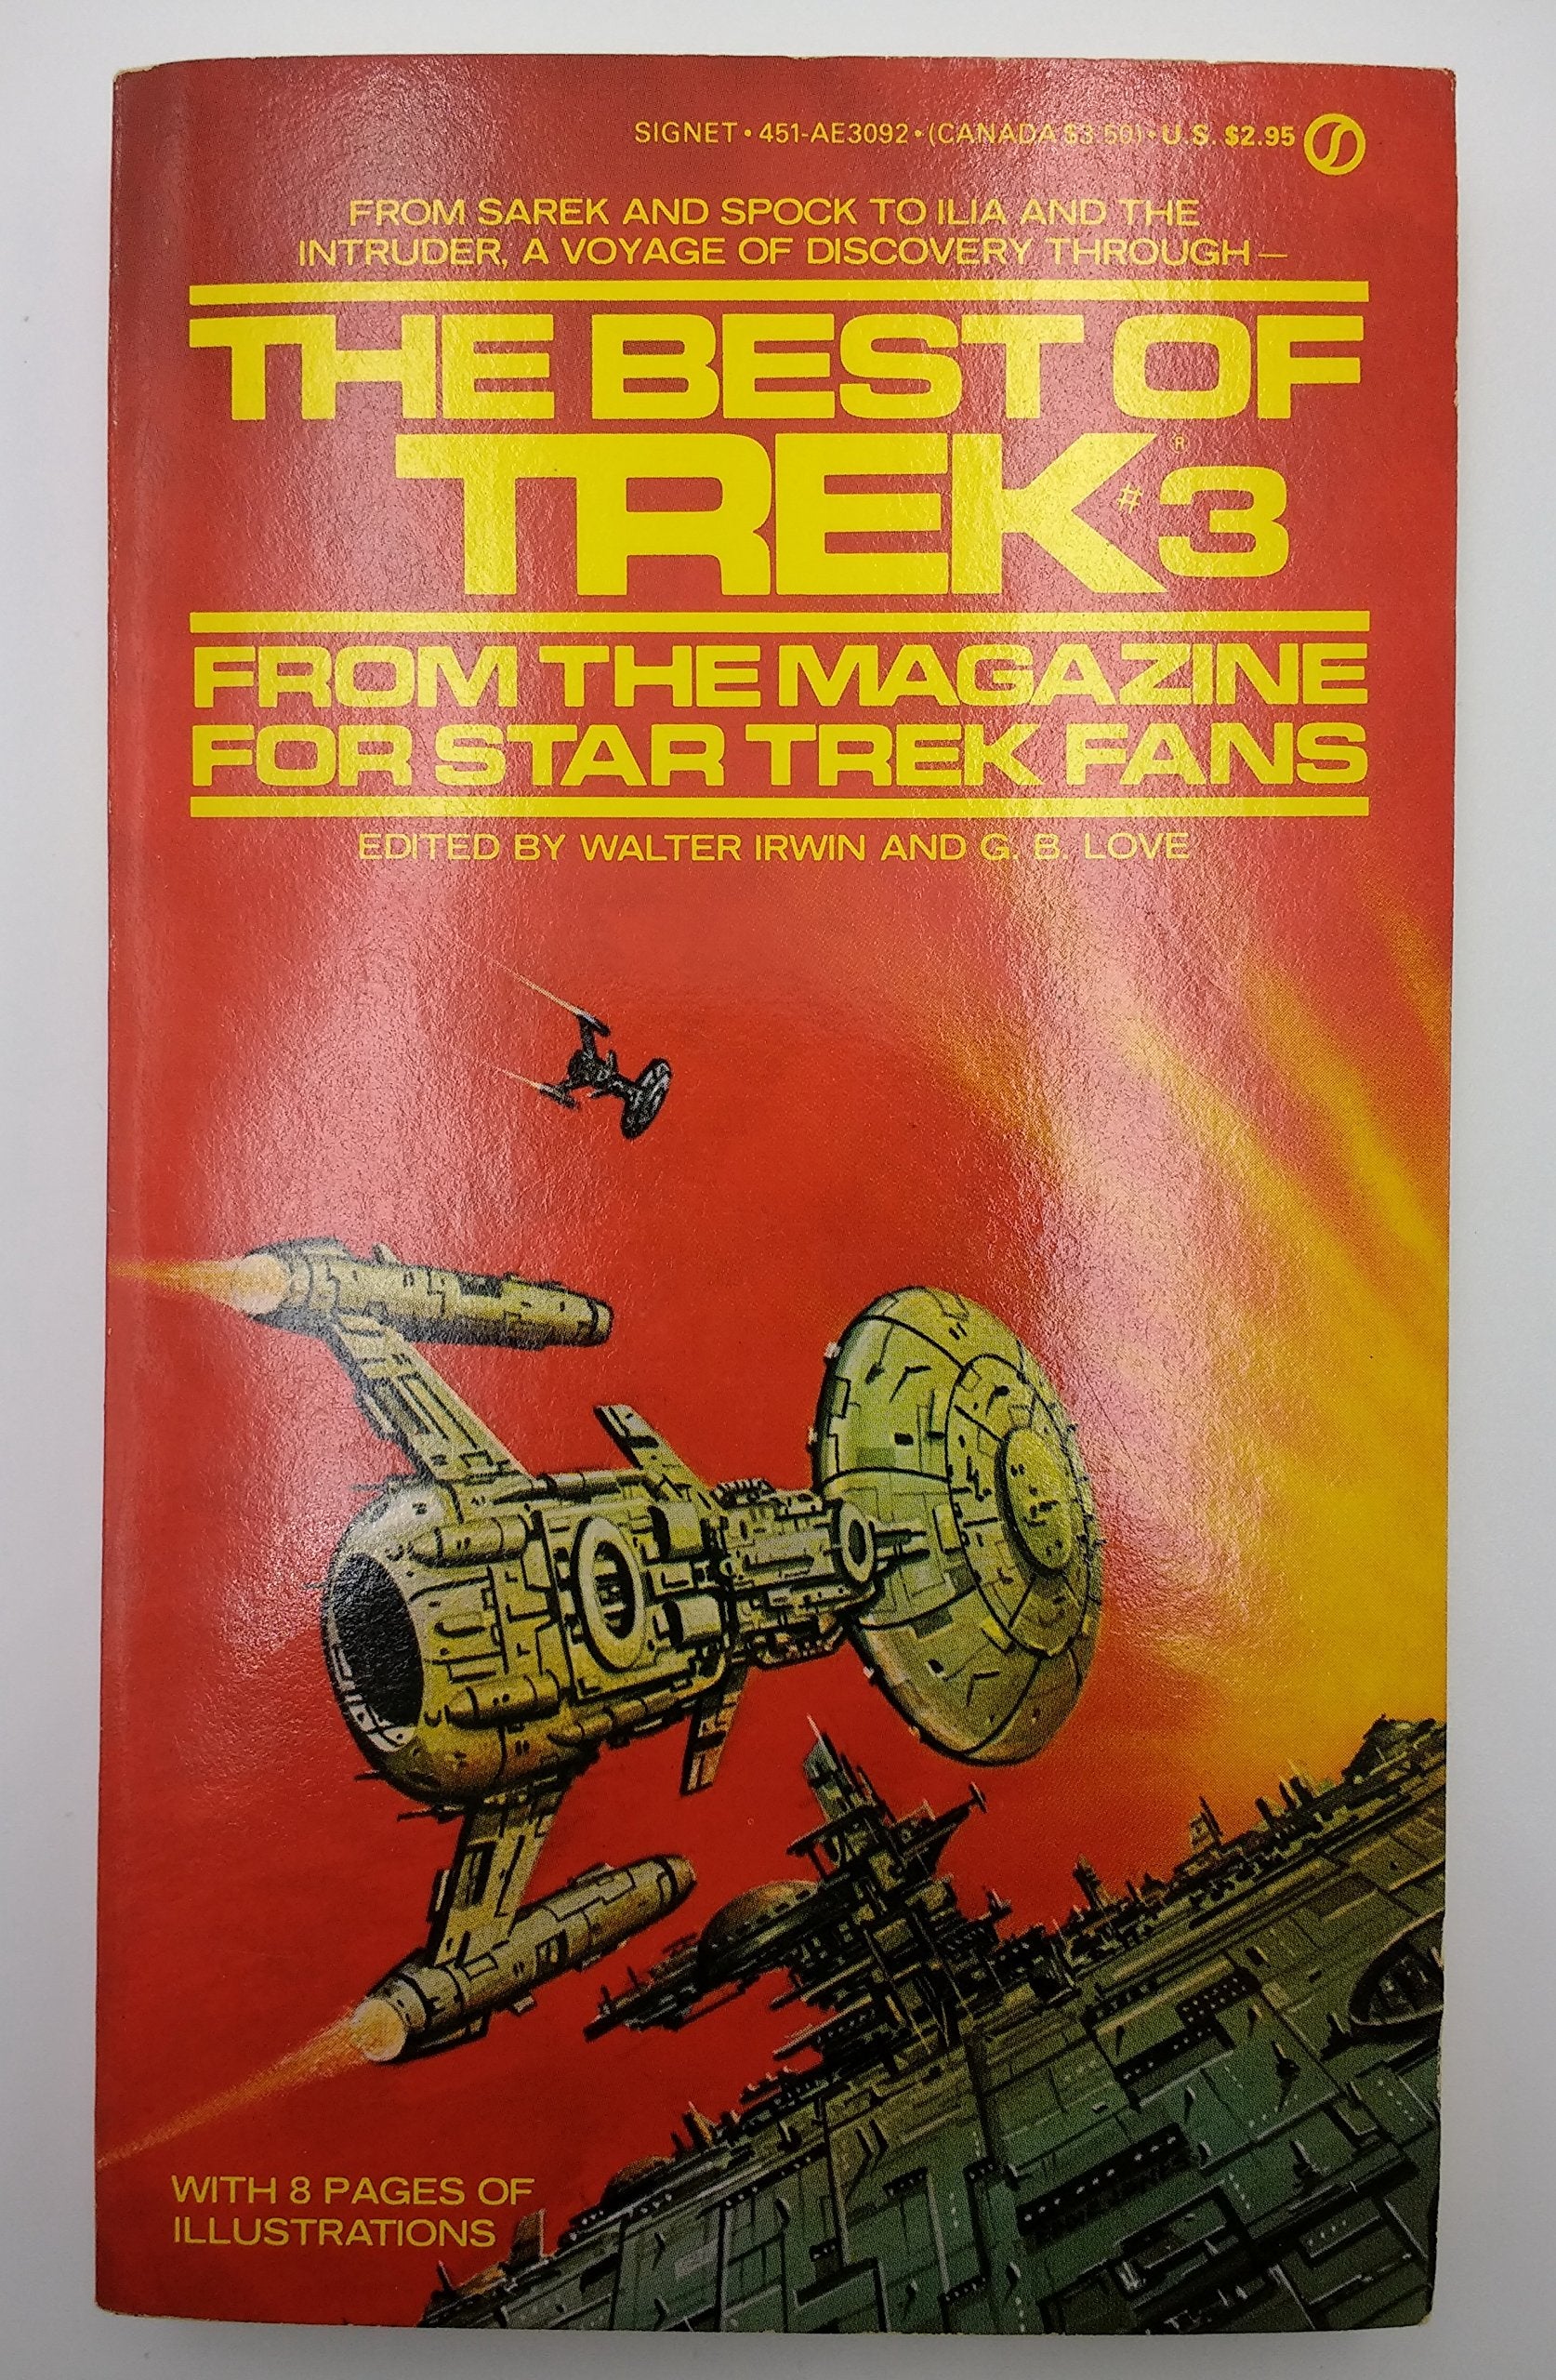 SIGNET • 451-AE3092 • (CANADA $3.50) • U.S. $2.95
FROM SAREK AND SPOCK TO ILIA AND THE
INTRUDER, A VOYAGE OF DISCOVERY THROUGH—
THE BEST OF
TREK® #3
FROM THE MAGAZINE
FOR STAR TREK FANS
EDITED BY WALTER IRWIN AND G. B. LOVE
WITH 8 PAGES OF
ILLUSTRATIONS